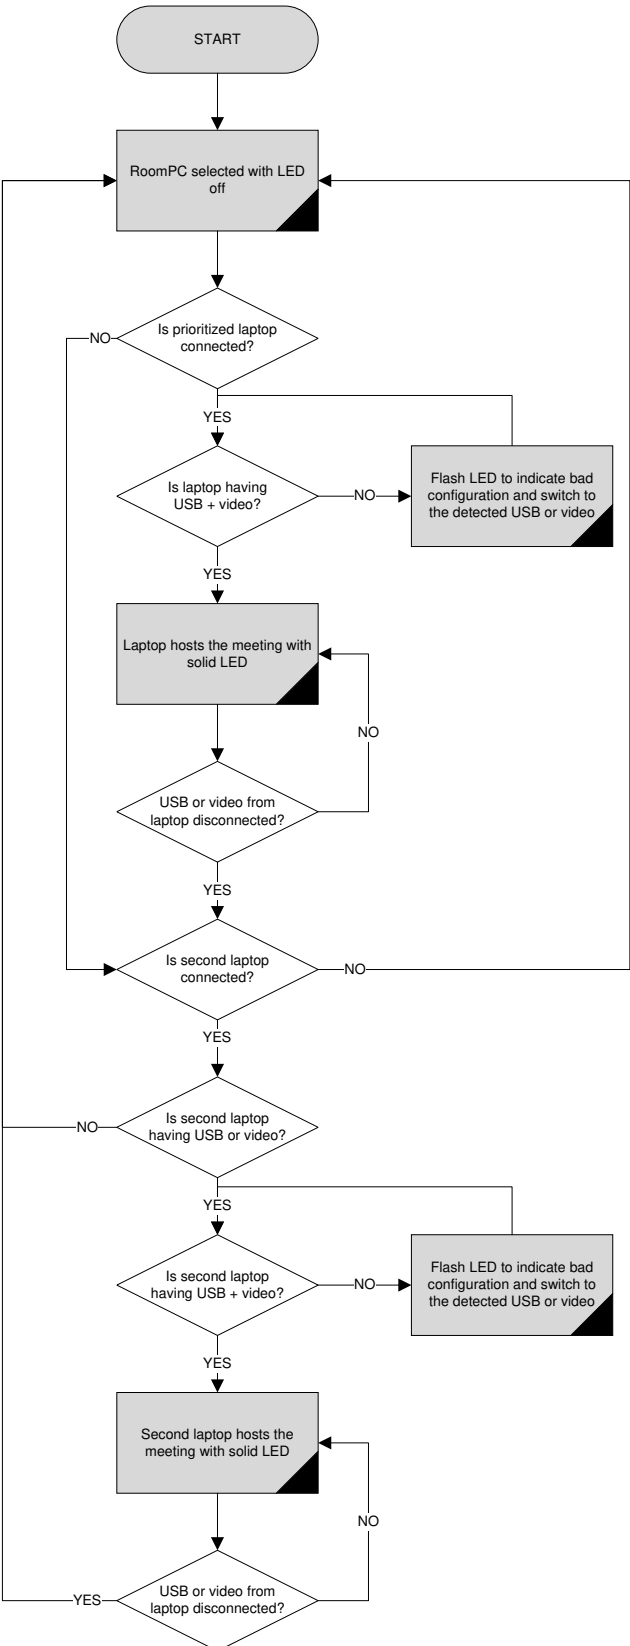 START
RoomPC selected with LED
off
Is prioritized laptop
connected?
NO
YES
Is laptop having
USB + video?
NO
Flash LED to indicate bad
configuration and switch to
the detected USB or video
YES
Laptop hosts the meeting with
solid LED
NO
USB or video from
laptop disconnected?
YES
Is second laptop
connected?
NO
YES
Is second laptop
having USB or video?
NO
YES
Is second laptop
having USB + video?
NO
Flash LED to indicate bad
configuration and switch to
the detected USB or video
YES
Second laptop hosts the
meeting with solid LED
NO
USB or video from
laptop disconnected?
YES